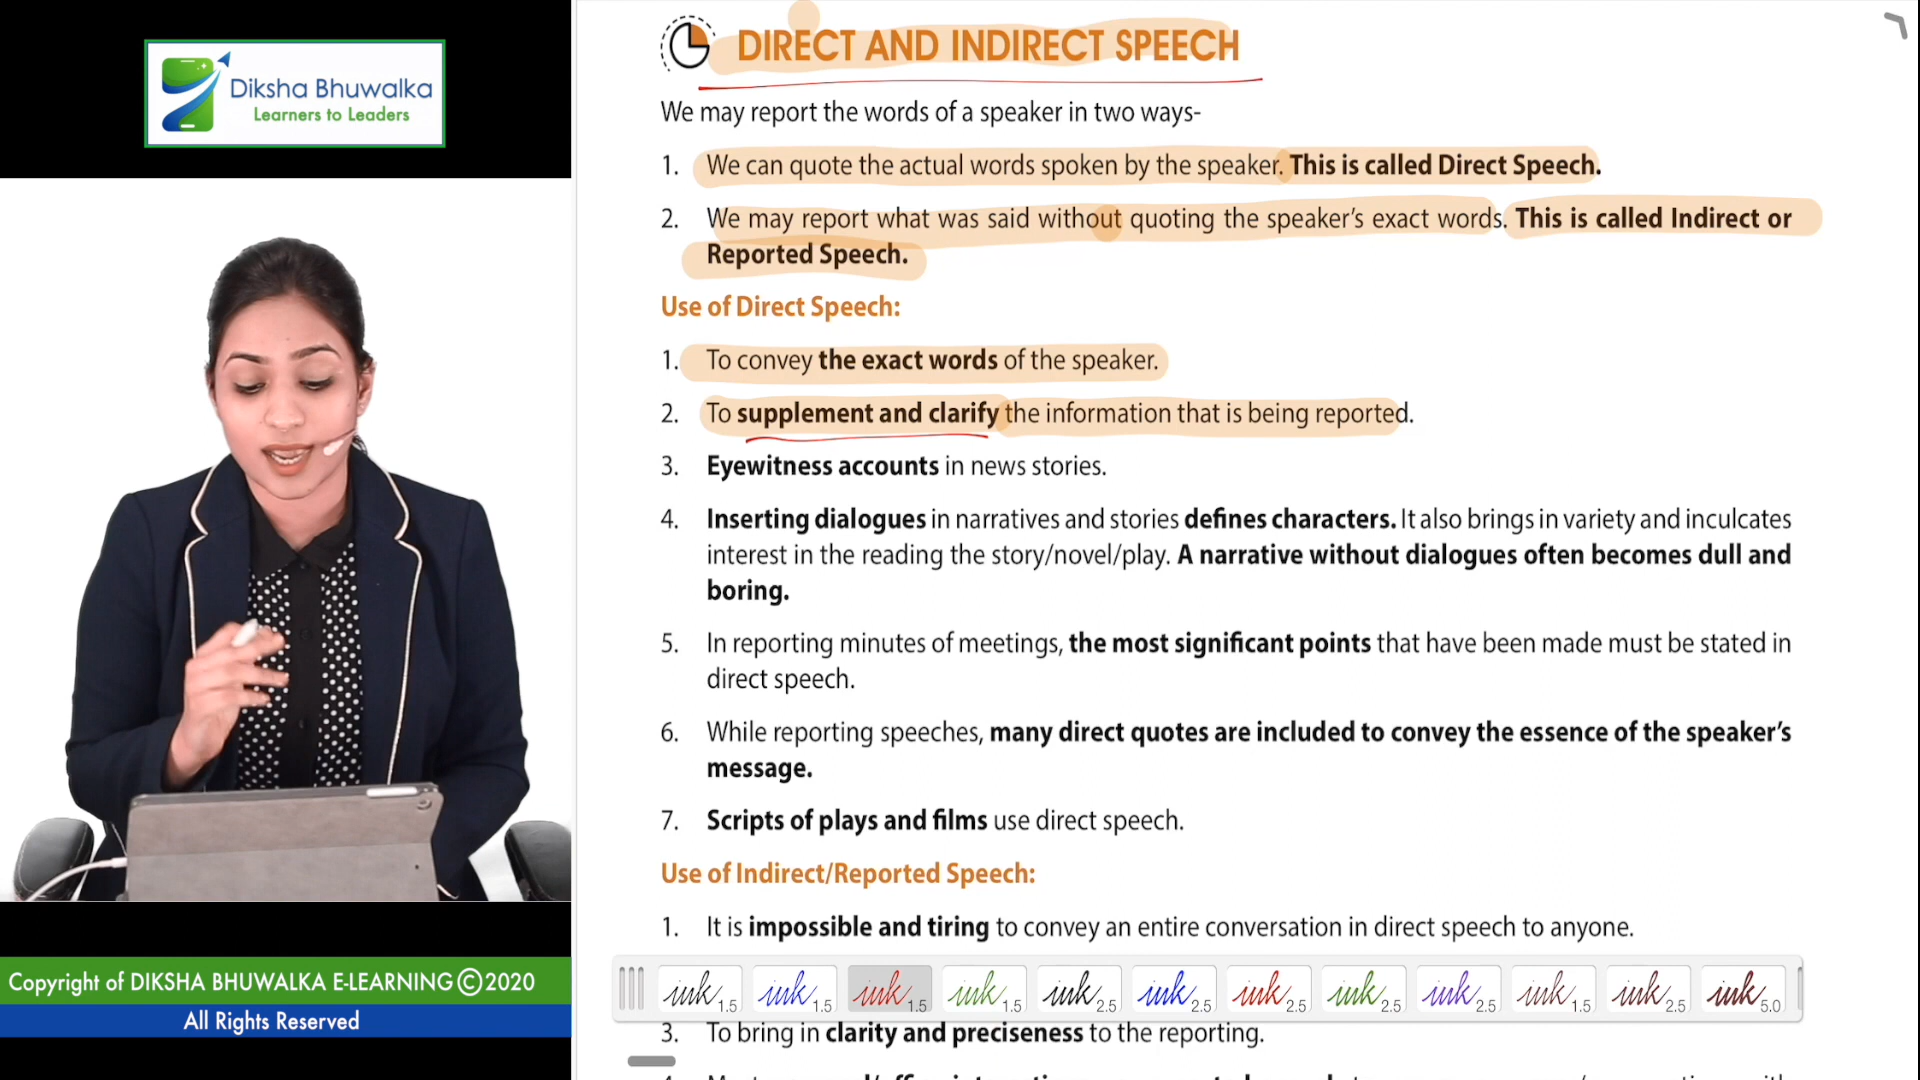 Diksha Bhuwalka
Learners to Leaders
DIRECT AND INDIRECT SPEECH
We may report the words of a speaker in two ways-
1. We can quote the actual words spoken by the speaker. This is called Direct Speech.
2. We may report what was said without quoting the speaker's exact words. This is called Indirect or
Reported Speech.
Use of Direct Speech:
1. To convey the exact words of the speaker.
2. To supplement and clarify the information that is being reported.
3. Eyewitness accounts in news stories.
4. Inserting dialogues in narratives and stories defines characters. It also brings in variety and inculcates
interest in the reading the story/novel/play. A narrative without dialogues often becomes dull and
boring.
5. In reporting minutes of meetings, the most significant points that have been made must be stated in
direct speech.
6. While reporting speeches, many direct quotes are included to convey the essence of the speaker's
message.
7. Scripts of plays and films use direct speech.
Use of Indirect/Reported Speech:
1. It is impossible and tiring to convey an entire conversation in direct speech to anyone.
ink 1.5 ink 1.5 ink 1.5 ink 1.5 ink 2.5 ink 2.5 ink 2.5 ink 2.5 ink 2.5 ink 1.5 ink 2.5 ink 5.0
3. To bring in clarity and preciseness to the reporting.
Copyright of DIKSHA BHUWALKA E-LEARNING ©2020
All Rights Reserved